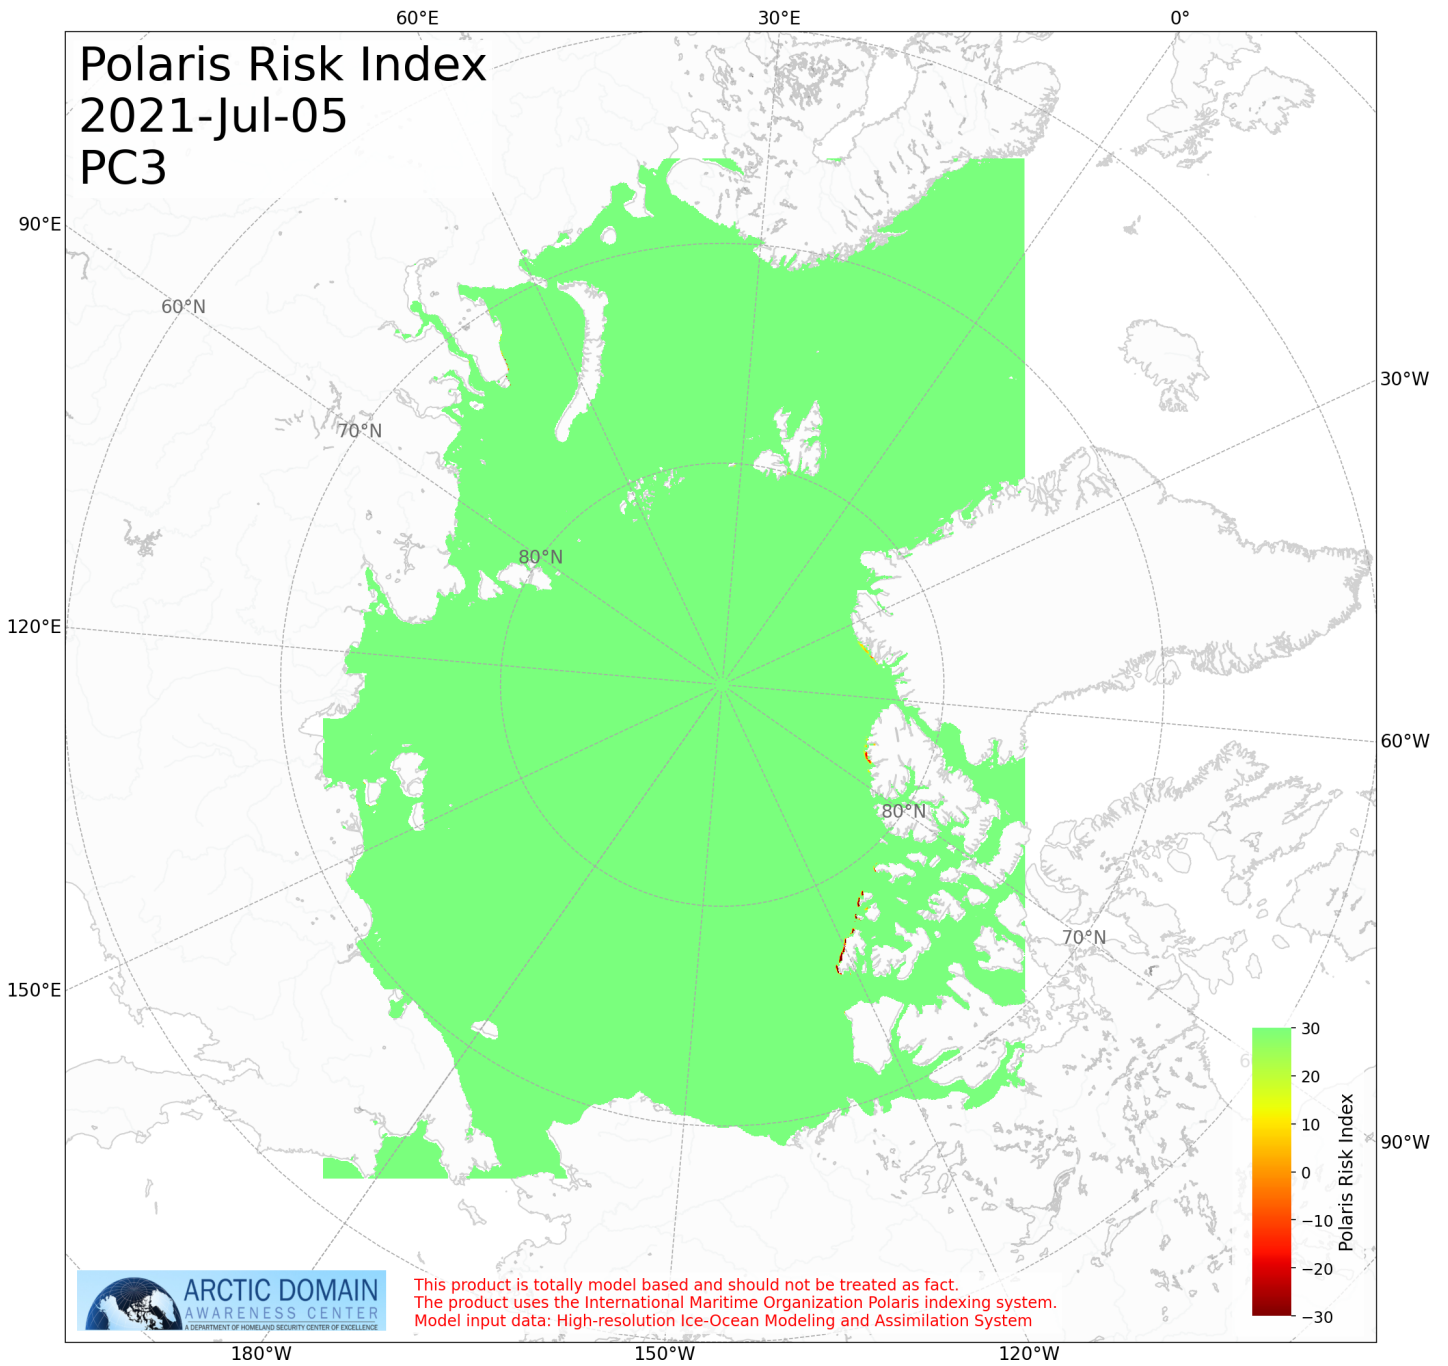 60°E 30°E 0°
Polaris Risk Index
2021-Jul-05
PC3
90°E
60°N
30°W
70°N
80°N
120°E
60°W
80°N
70°N
150°E
30
20
10
0
−10
−20
−30
Polaris Risk Index
90°W
ARCTIC DOMAIN
AWARENESS CENTER
A DEPARTMENT OF HOMELAND SECURITY CENTER OF EXCELLENCE
This product is totally model based and should not be treated as fact.
The product uses the International Maritime Organization Polaris indexing system.
Model input data: High-resolution Ice-Ocean Modeling and Assimilation System
180°W 150°W 120°W